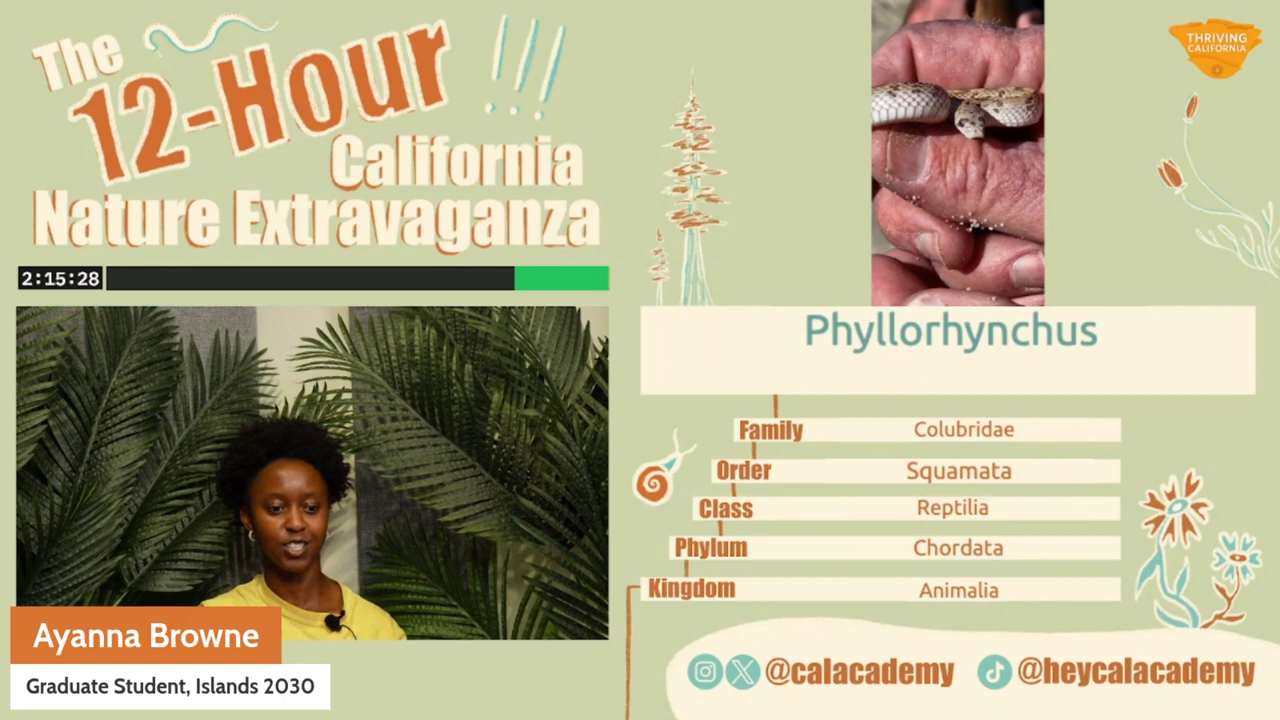 The
12-Hour!!!
California
Nature Extravaganza
2:15:28
Ayanna Browne
Graduate Student, Islands 2030
THRIVING
CALIFORNIA
Phyllorhynchus
Family Colubridae
Order Squamata
Class Reptilia
Phylum Chordata
Kingdom Animalia
@calacademy @heycalacademy